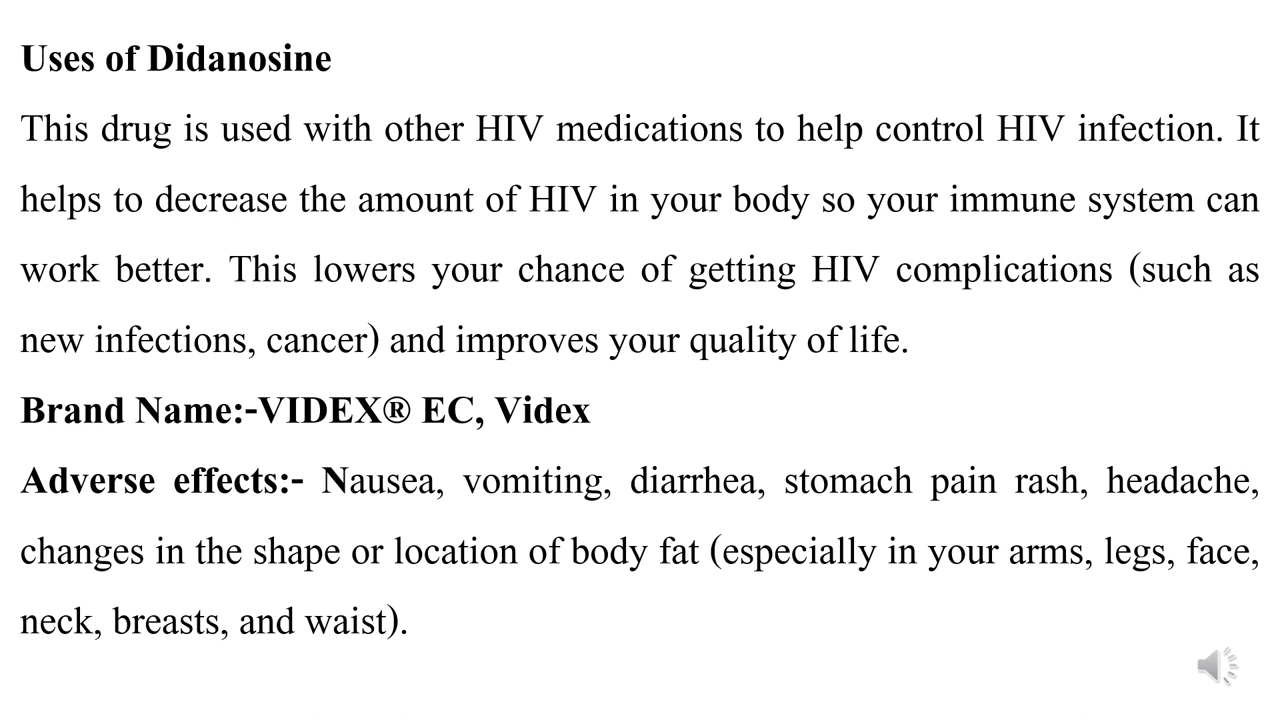 Uses of Didanosine
This drug is used with other HIV medications to help control HIV infection. It
helps to decrease the amount of HIV in your body so your immune system can
work better. This lowers your chance of getting HIV complications (such as
new infections, cancer) and improves your quality of life.
Brand Name:-VIDEX® EC, Videx
Adverse effects:- Nausea, vomiting, diarrhea, stomach pain rash, headache,
changes in the shape or location of body fat (especially in your arms, legs, face,
neck, breasts, and waist).